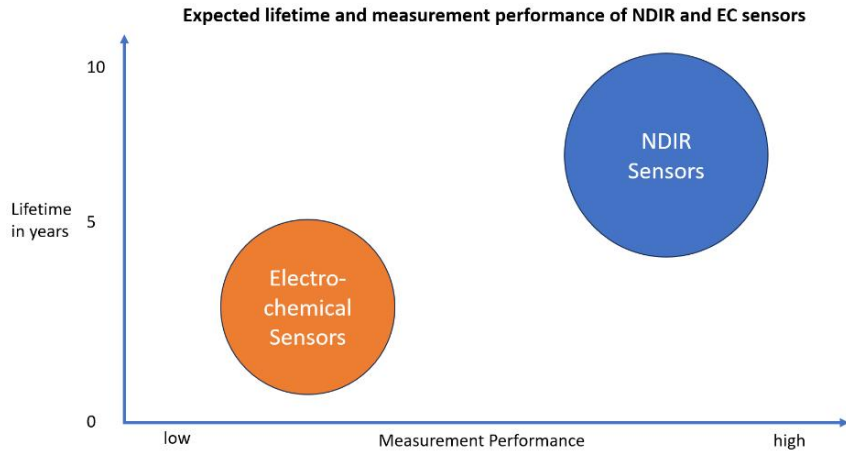 Expected lifetime and measurement performance of NDIR and EC sensors
10
NDIR
Sensors
Lifetime
in years
5
Electro-
chemical
Sensors
0
low
Measurement Performance
high